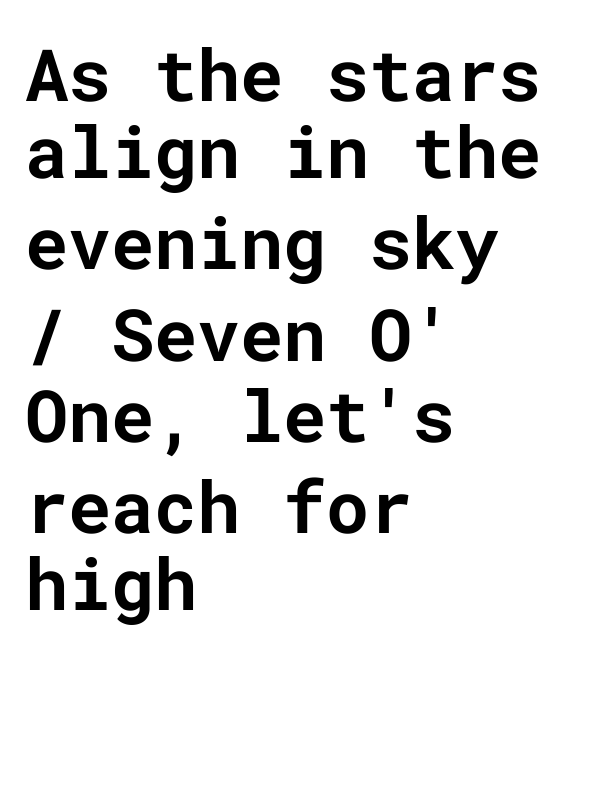 As the stars
align in the
evening sky
/ Seven O'
One, let's
reach for
high